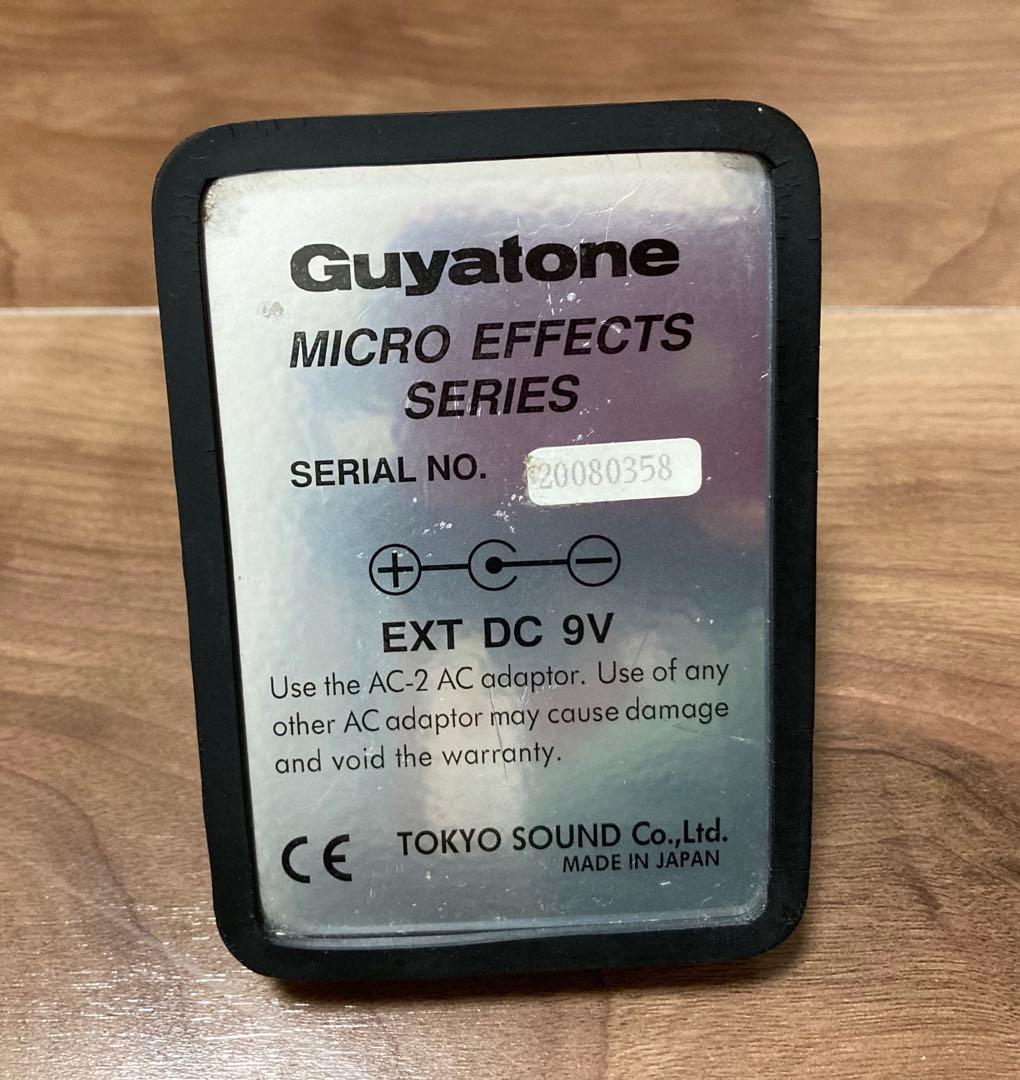 Guyatone
MICRO EFFECTS
SERIES
SERIAL NO. 20080358
+ −
EXT DC 9V
Use the AC-2 AC adaptor. Use of any
other AC adaptor may cause damage
and void the warranty.
CE TOKYO SOUND Co.,Ltd.
MADE IN JAPAN